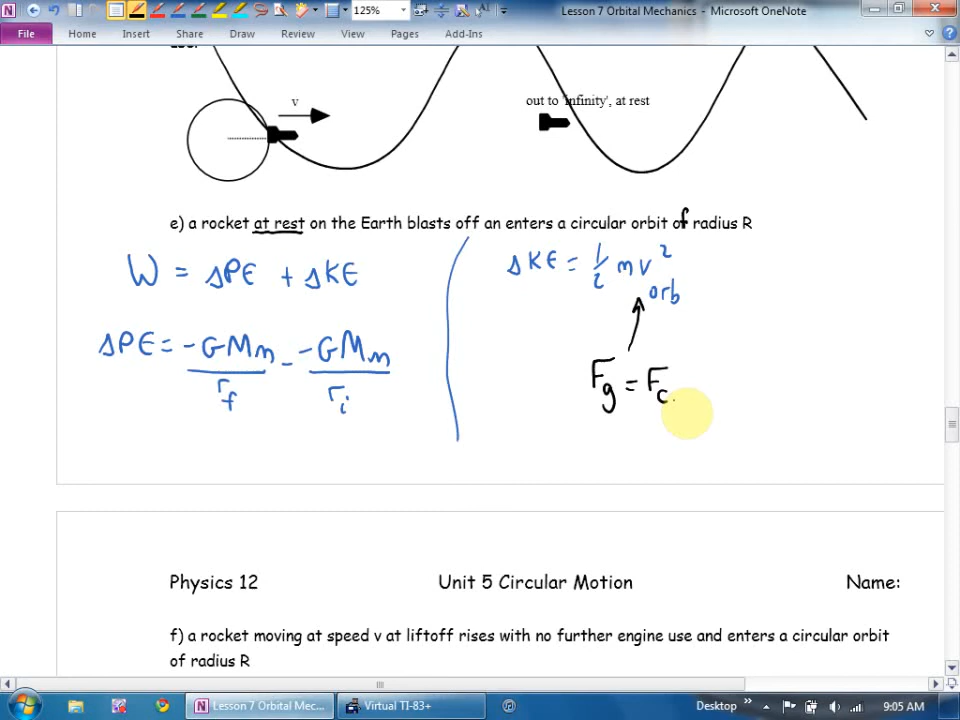 125%
Lesson 7 Orbital Mechanics - Microsoft OneNote
File Home Insert Share Draw Review View Pages Add-Ins
v
out to 'infinity', at rest
e) a rocket at rest on the Earth blasts off an enters a circular orbit of radius R
W = ΔPE + ΔKE
ΔKE = 1/2 mv²orb
ΔPE = -GMm/rf - -GMm/ri
Fg = Fc
Physics 12 Unit 5 Circular Motion Name:
f) a rocket moving at speed v at liftoff rises with no further engine use and enters a circular orbit
of radius R
Lesson 7 Orbital Mec... Virtual TI-83+ Desktop 9:05 AM